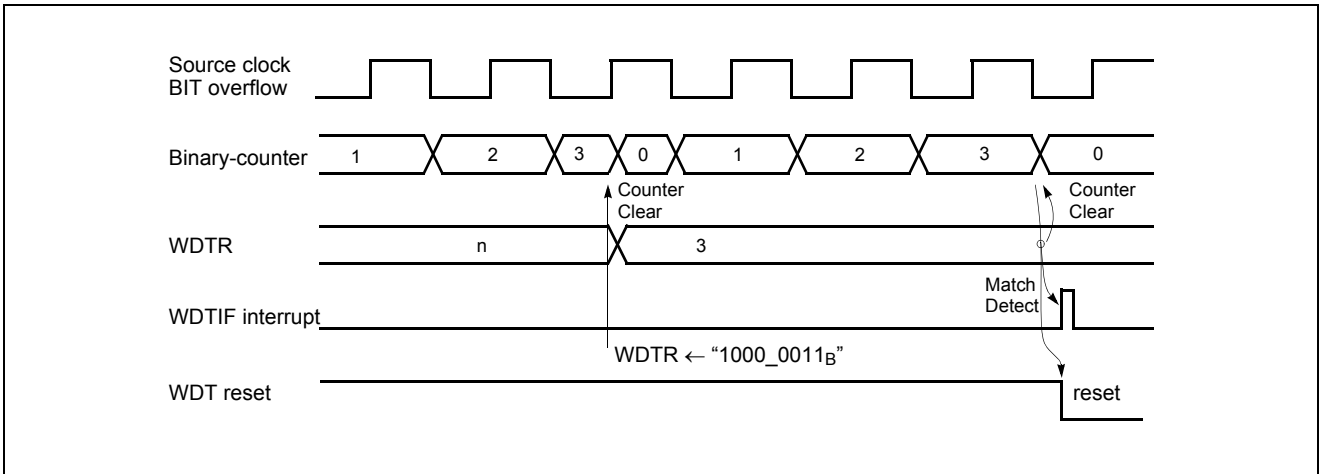 Source clock
BIT overflow
Binary-counter 1 2 3 0 1 2 3 0
Counter
Clear
Counter
Clear
WDTR n 3
Match
Detect
WDTIF interrupt
WDTR ← “1000_0011B”
WDT reset reset